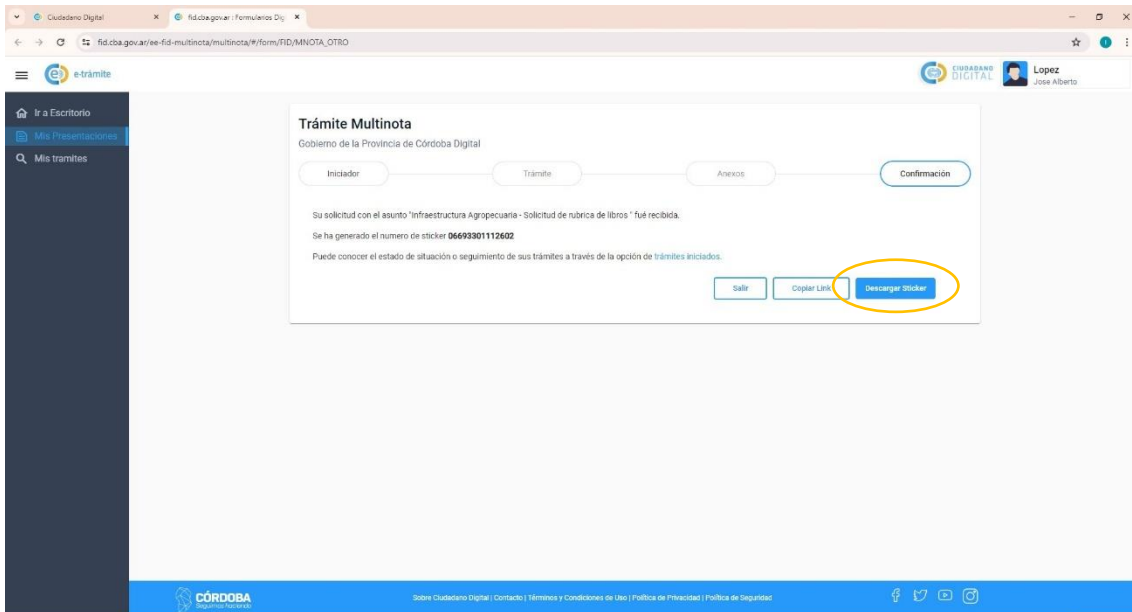 Ciudadano Digital
fid.cba.gov.ar : Formularios Dig
fid.cba.gov.ar/ee-fid-multinota/multinota/#/form/FID/MNOTA_OTRO
e-trámite
CIUDADANO
DIGITAL
Lopez
Jose Alberto
Ir a Escritorio
Mis Presentaciones
Mis tramites
Trámite Multinota
Gobierno de la Provincia de Córdoba Digital
Iniciador
Trámite
Anexos
Confirmación
Su solicitud con el asunto "Infraestructura Agropecuaria - Solicitud de rubrica de libros " fué recibida.
Se ha generado el numero de sticker 06693301112602
Puede conocer el estado de situación o seguimiento de sus trámites a través de la opción de trámites iniciados.
Salir
Copiar Link
Descargar Sticker
CÓRDOBA
Seguimos haciendo
Sobre Ciudadano Digital | Contacto | Términos y Condiciones de Uso | Política de Privacidad | Política de Seguridad